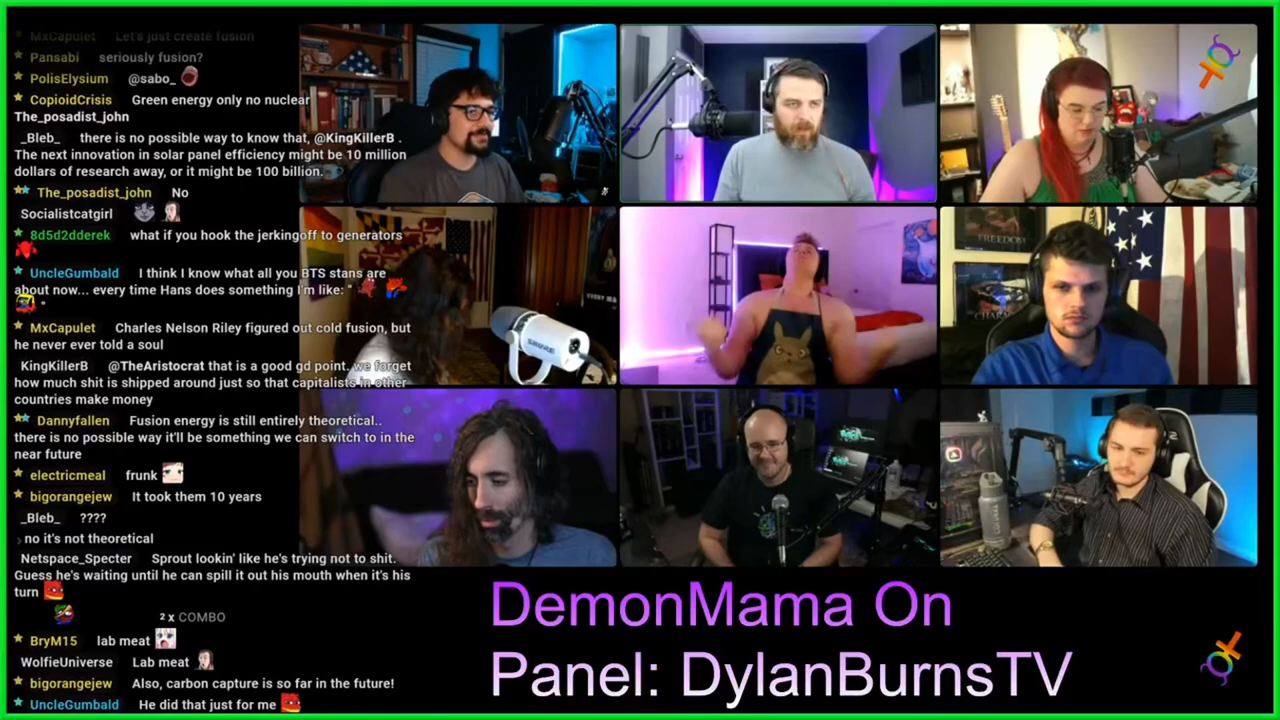 MxCapulet Let's just create fusion
Pansabi seriously fusion?
PolisElysium @sabo_
CopioidCrisis Green energy only no nuclear
The_posadist_john
_Bleb_ there is no possible way to know that, @KingKillerB .
The next innovation in solar panel efficiency might be 10 million
dollars of research away, or it might be 100 billion.
The_posadist_john No
Socialistcatgirl
8d5d2dderek what if you hook the jerkingoff to generators
UncleGumbald I think I know what all you BTS stans are
about now... every time Hans does something I'm like: "
"
MxCapulet Charles Nelson Riley figured out cold fusion, but
he never ever told a soul
KingKillerB @TheAristocrat that is a good gd point. we forget
how much shit is shipped around just so that capitalists in other
countries make money
Dannyfallen Fusion energy is still entirely theoretical..
there is no possible way it'll be something we can switch to in the
near future
electricmeal frunk
bigorangejew It took them 10 years
_Bleb_ ????
no it's not theoretical
Netspace_Specter Sprout lookin' like he's trying not to shit.
Guess he's waiting until he can spill it out his mouth when it's his
turn
2 x COMBO
BryM15 lab meat
WolfieUniverse Lab meat
bigorangejew Also, carbon capture is so far in the future!
UncleGumbald He did that just for me
FREEDOM
SHURE
DemonMama On
Panel: DylanBurnsTV